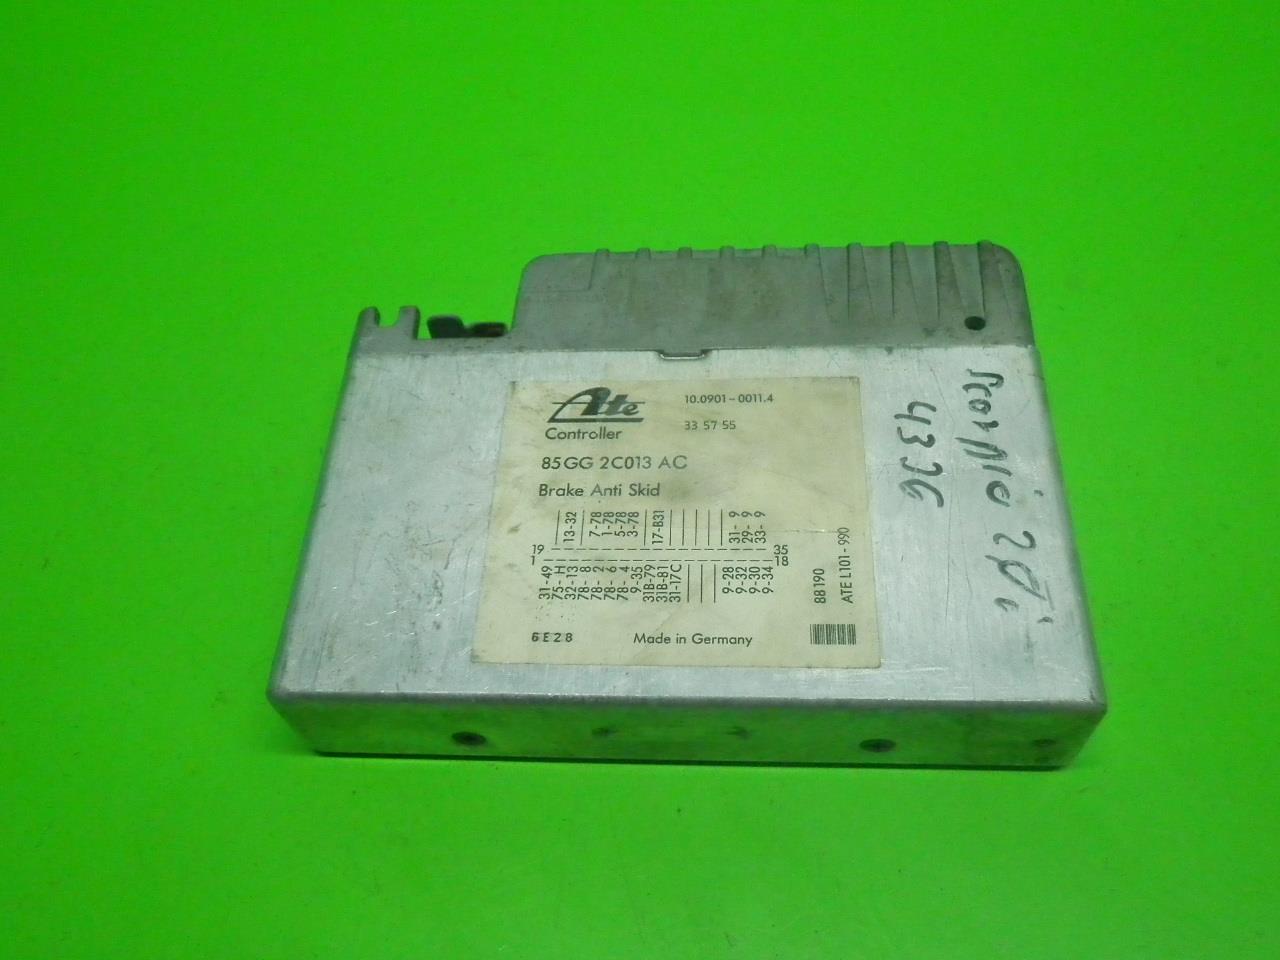 Ate
10.0901-0011.4
Controller
33 57 55
85GG 2C013 AC
Brake Anti Skid
13-32 7-78 1-78 5-78 3-78 17-B31 31-9 29-9 33-9
19 35
1 18
31-49 75-H 32-13 78-8 78-2 78-6 78-4 9-35 31B-79 31B-81 31-17C 9-28 9-32 9-30 9-34
6E28
Made in Germany
88190
ATE L101-990
Scorpio 2,0i
4336